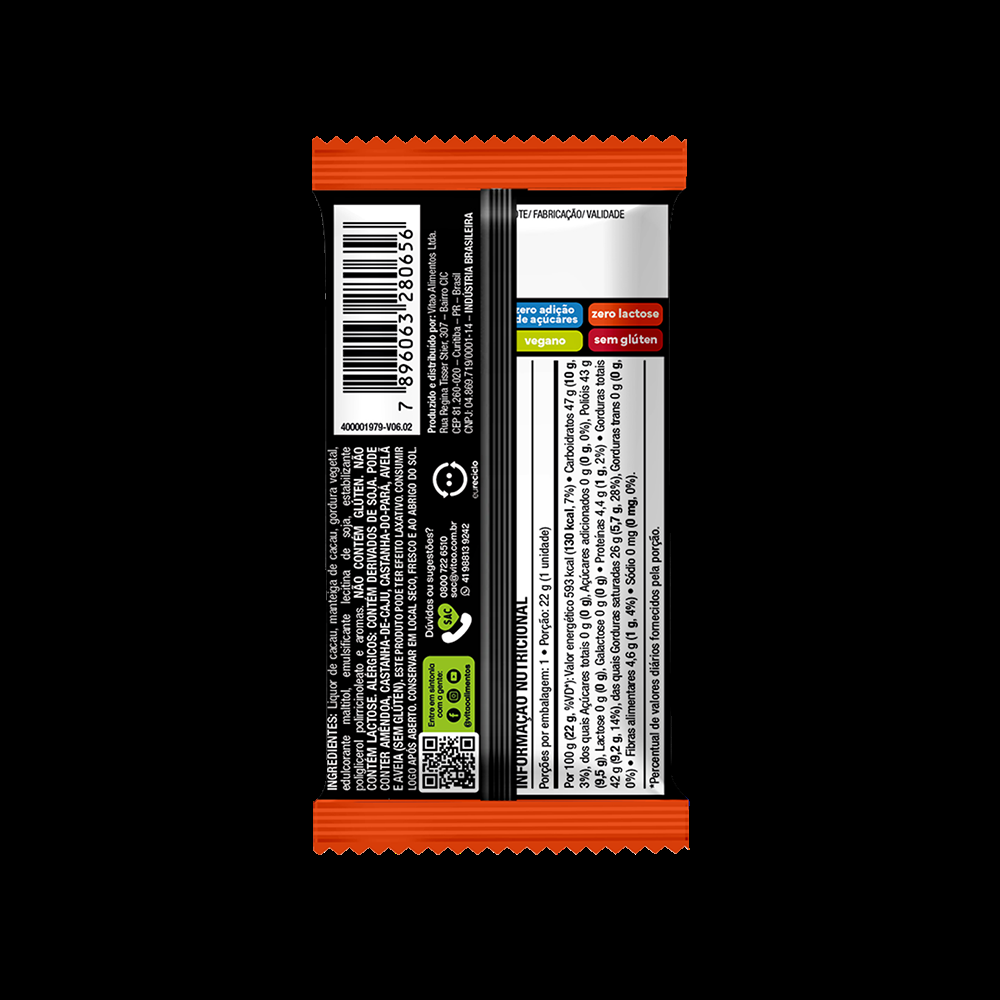 INGREDIENTES: Liquor de cacau, manteiga de cacau, gordura vegetal,
edulcorante maltitol, emulsificante lecitina de soja, estabilizante
poliglicerol polirricinoleato e aromas. NÃO CONTÉM GLÚTEN. NÃO
CONTÉM LACTOSE. ALÉRGICOS: CONTÉM DERIVADOS DE SOJA. PODE
CONTER AMÊNDOA, CASTANHA-DE-CAJU, CASTANHA-DO-PARÁ, AVELÃ
E AVEIA (SEM GLÚTEN). ESTE PRODUTO PODE TER EFEITO LAXATIVO. CONSUMIR
LOGO APÓS ABERTO. CONSERVAR EM LOCAL SECO, FRESCO E AO ABRIGO DO SOL.
7 896063 280656
400001979-V06.02
Produzido e distribuído por: Vitao Alimentos Ltda.
Rua Regina Tisser Stier, 307 – Bairro CIC
CEP 81.260-020 – Curitiba – PR – Brasil
CNPJ: 04.869.719/0001-14 – INDÚSTRIA BRASILEIRA
eureciclo
Dúvidas ou sugestões?
SAC
0800 722 6510
sac@vitao.com.br
41 98813 9242
Entre em sintonia
com a gente:
@vitaoalimentos
OTE/ FABRICAÇÃO/ VALIDADE
zero adição
de açúcares
zero lactose
vegano
sem glúten
INFORMAÇÃO NUTRICIONAL
Porções por embalagem: 1 • Porção: 22 g (1 unidade)
Por 100 g (22 g, %VD*): Valor energético 593 kcal (130 kcal, 7%) • Carboidratos 47 g (10 g,
3%), dos quais Açúcares totais 0 g (0 g), Açúcares adicionados 0 g (0 g, 0%), Polióis 43 g
(9,5 g), Lactose 0 g (0 g), Galactose 0 g (0 g) • Proteínas 4,4 g (1 g, 2%) • Gorduras totais
42 g (9,2 g, 14%), das quais Gorduras saturadas 26 g (5,7 g, 28%), Gorduras trans 0 g (0 g,
0%) • Fibras alimentares 4,6 g (1 g, 4%) • Sódio 0 mg (0 mg, 0%).
*Percentual de valores diários fornecidos pela porção.